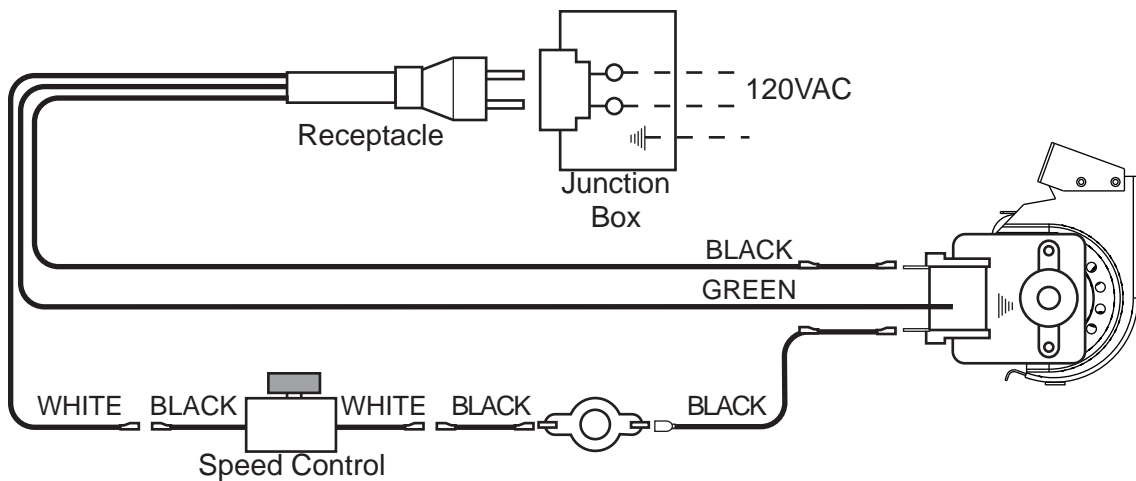 120VAC
Receptacle
Junction
Box
BLACK
GREEN
WHITE BLACK WHITE BLACK BLACK
Speed Control